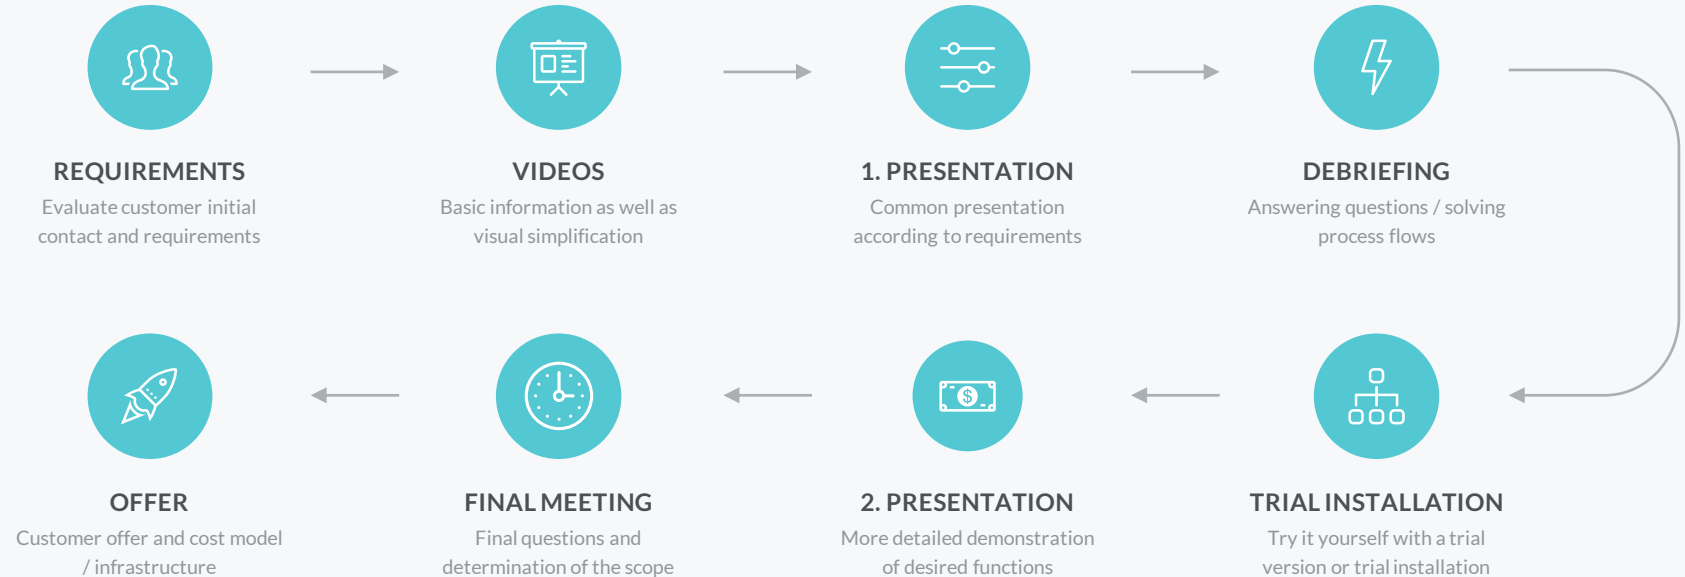 REQUIREMENTS
Evaluate customer initial
contact and requirements
VIDEOS
Basic information as well as
visual simplification
1. PRESENTATION
Common presentation
according to requirements
DEBRIEFING
Answering questions / solving
process flows
TRIAL INSTALLATION
Try it yourself with a trial
version or trial installation
2. PRESENTATION
More detailed demonstration
of desired functions
FINAL MEETING
Final questions and
determination of the scope
OFFER
Customer offer and cost model
/ infrastructure
$